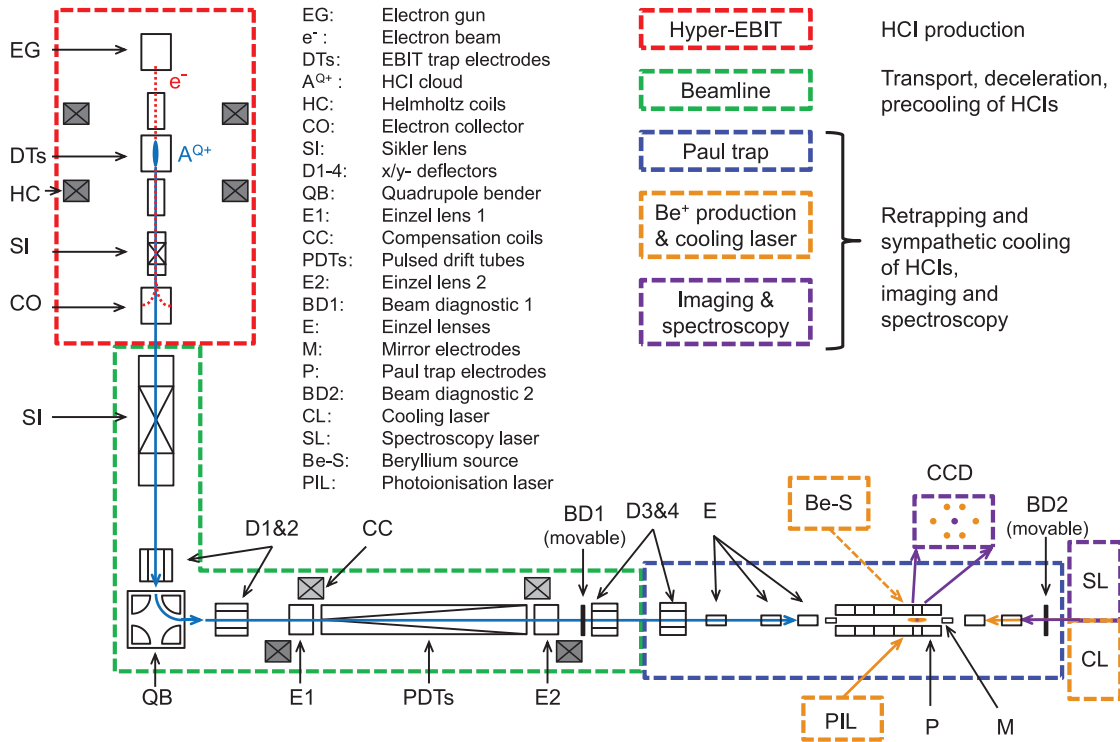 EG
e-
DTs
AQ+
HC
SI
CO
SI
EG: Electron gun
e- : Electron beam
DTs: EBIT trap electrodes
AQ+ : HCI cloud
HC: Helmholtz coils
CO: Electron collector
SI: Sikler lens
D1-4: x/y- deflectors
QB: Quadrupole bender
E1: Einzel lens 1
CC: Compensation coils
PDTs: Pulsed drift tubes
E2: Einzel lens 2
BD1: Beam diagnostic 1
E: Einzel lenses
M: Mirror electrodes
P: Paul trap electrodes
BD2: Beam diagnostic 2
CL: Cooling laser
SL: Spectroscopy laser
Be-S: Beryllium source
PIL: Photoionisation laser
Hyper-EBIT
HCI production
Beamline
Transport, deceleration,
precooling of HCIs
Paul trap
Be+ production
& cooling laser
Imaging &
spectroscopy
Retrapping and
sympathetic cooling
of HCIs,
imaging and
spectroscopy
D1&2
CC
BD1
(movable)
D3&4
E
Be-S
CCD
BD2
(movable)
SL
CL
QB
E1
PDTs
E2
PIL
P
M